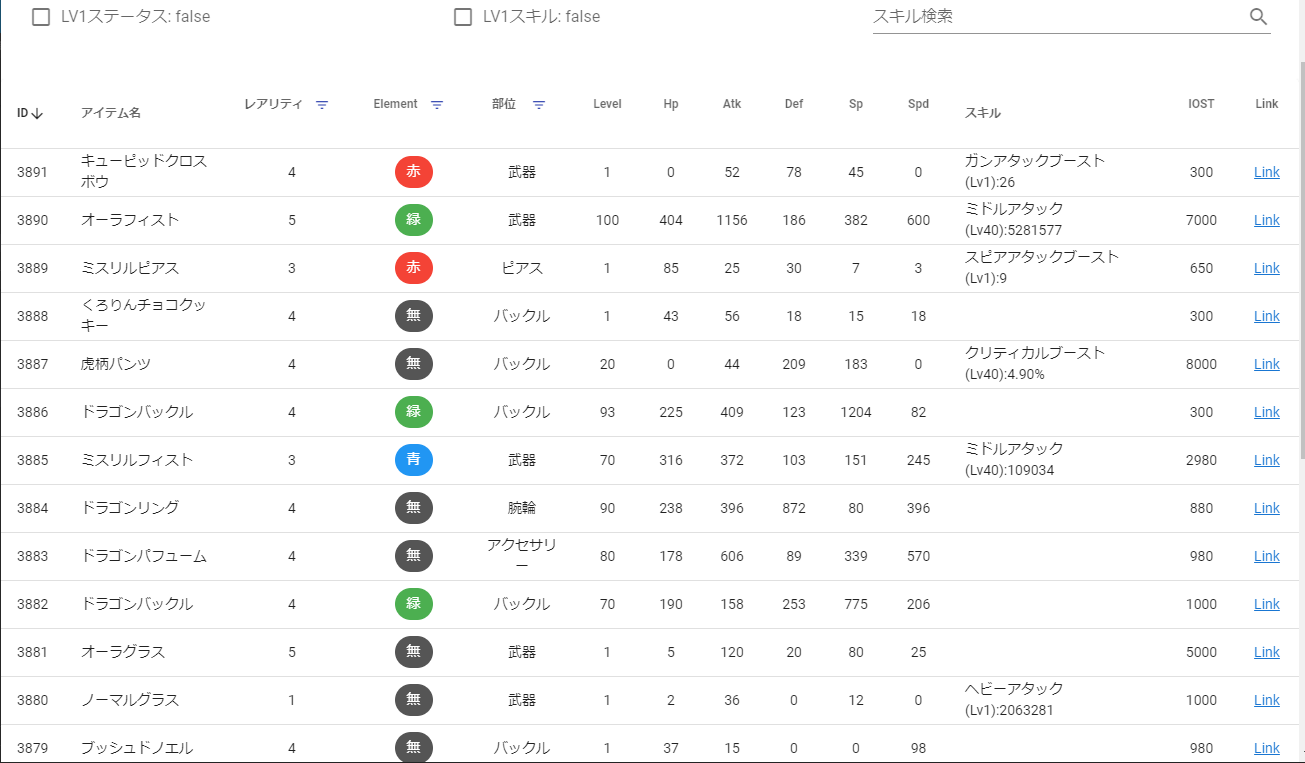 LV1ステータス: false LV1スキル: false スキル検索
ID アイテム名 レアリティ Element 部位 Level Hp Atk Def Sp Spd スキル IOST Link
3891 キューピッドクロスボウ 4 赤 武器 1 0 52 78 45 0 ガンアタックブースト (Lv1):26 300 Link
3890 オーラフィスト 5 緑 武器 100 404 1156 186 382 600 ミドルアタック (Lv40):5281577 7000 Link
3889 ミスリルピアス 3 赤 ピアス 1 85 25 30 7 3 スピアアタックブースト (Lv1):9 650 Link
3888 くろりんチョコクッキー 4 無 バックル 1 43 56 18 15 18 300 Link
3887 虎柄パンツ 4 無 バックル 20 0 44 209 183 0 クリティカルブースト (Lv40):4.90% 8000 Link
3886 ドラゴンバックル 4 緑 バックル 93 225 409 123 1204 82 300 Link
3885 ミスリルフィスト 3 青 武器 70 316 372 103 151 245 ミドルアタック (Lv40):109034 2980 Link
3884 ドラゴンリング 4 無 腕輪 90 238 396 872 80 396 880 Link
3883 ドラゴンパフューム 4 無 アクセサリー 80 178 606 89 339 570 980 Link
3882 ドラゴンバックル 4 緑 バックル 70 190 158 253 775 206 1000 Link
3881 オーラグラス 5 無 武器 1 5 120 20 80 25 5000 Link
3880 ノーマルグラス 1 無 武器 1 2 36 0 12 0 ヘビーアタック (Lv1):2063281 1000 Link
3879 ブッシュドノエル 4 無 バックル 1 37 15 0 0 98 980 Link